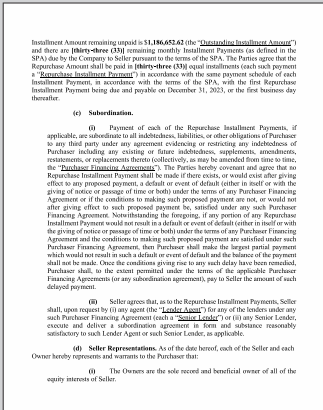 Installment Amount remaining unpaid is $1,186,652.62 (the "Outstanding Installment Amount")
and there are [thirty-three (33)] remaining monthly Installment Payments (as defined in the
SPA) due by the Company to Seller pursuant to the terms of the SPA. The Parties agree that the
Repurchase Amount shall be paid in [thirty-three (33)] equal installments (each such payment
a "Repurchase Installment Payment") in accordance with the same payment schedule of each
Installment Payment, in accordance with the terms of the SPA, with the first Repurchase
Installment Payment being due and payable on December 31, 2023, or the first business day
thereafter.
(c) Subordination.
(i) Payment of each of the Repurchase Installment Payments, if
applicable, are subordinate to all indebtedness, liabilities, or other obligations of Purchaser
to any third party under any agreement evidencing or restricting any indebtedness of
Purchaser including any existing or future indebtedness, supplements, amendments,
restatements, or replacements thereto (collectively, as may be amended from time to time,
the "Purchaser Financing Agreements"). The Parties hereby covenant and agree that no
Repurchase Installment Payment shall be made if there exists, or would exist after giving
effect to any proposed payment, a default or event of default (either in itself or with the
giving of notice or passage of time or both) under the terms of any Purchaser Financing
Agreement or if the conditions to making such proposed payment are not, or would not
after giving effect to such proposed payment be, satisfied under any such Purchaser
Financing Agreement. Notwithstanding the foregoing, if any portion of any Repurchase
Installment Payment would not result in a default or event of default (either in itself or with
the giving of notice or passage of time or both) under the terms of any Purchaser Financing
Agreement and the conditions to making such proposed payment are satisfied under such
Purchaser Financing Agreement, then Purchaser shall make the largest partial payment
which would not result in such a default or event of default and the balance of the payment
shall not be made. Once the conditions giving rise to any such delay have been remedied,
Purchaser shall, to the extent permitted under the terms of the applicable Purchaser
Financing Agreements (or any subordination agreement), pay to Seller the amount of such
delayed payment.
(ii) Seller agrees that, as to the Repurchase Installment Payments, Seller
shall, upon request by (i) any agent (the "Lender Agent") for any of the lenders under any
such Purchaser Financing Agreement (each a "Senior Lender") or (ii) any Senior Lender,
execute and deliver a subordination agreement in form and substance reasonably
satisfactory to such Lender Agent or such Senior Lender, as applicable.
(d) Seller Representations. As of the date hereof, each of the Seller and each
Owner hereby represents and warrants to the Purchaser that:
(i) The Owners are the sole record and beneficial owner of all of the
equity interests of Seller.